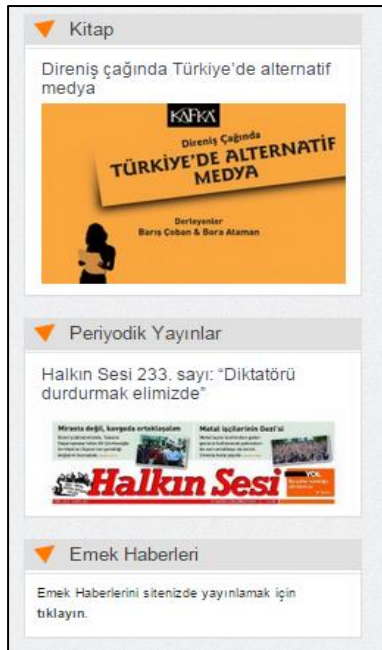 Kitap
Direniş çağında Türkiye'de alternatif
medya
KAFKA
Direniş Çağında
TÜRKİYE'DE ALTERNATİF
MEDYA
Derleyenler
Barış Çoban & Bora Ataman
Periyodik Yayınlar
Halkın Sesi 233. sayı: "Diktatörü
durdurmak elimizde"
Mirasta değil, kavgada ortaklaşalım
Metal işçilerinin Gezi'si
Halkın Sesi
YOL
Emek Haberleri
Emek Haberlerini sitenizde yayınlamak için
tıklayın.